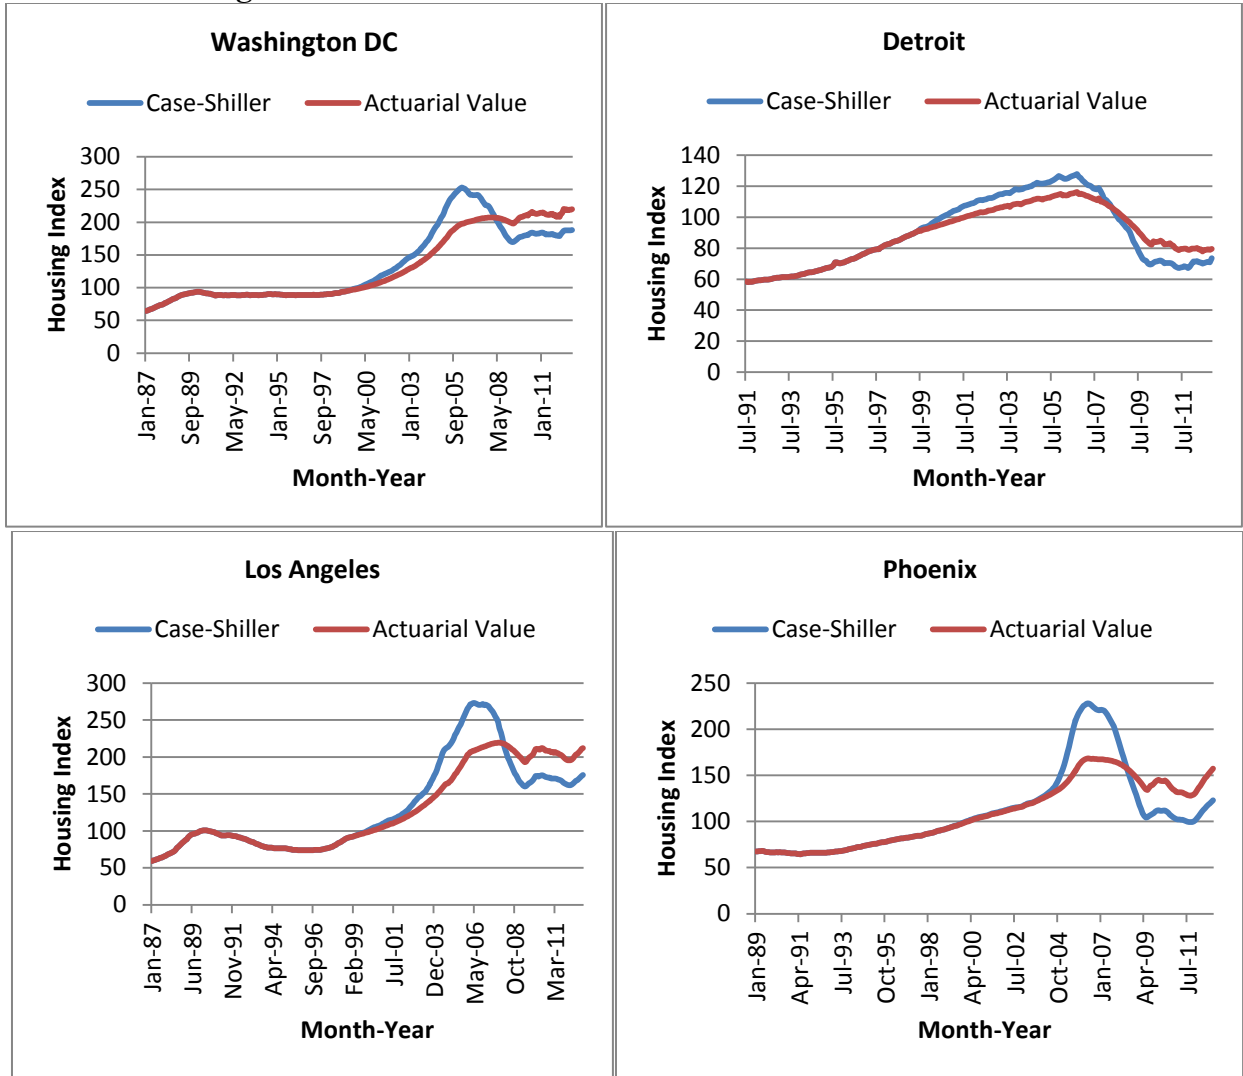 Washington DC
Case-Shiller Actuarial Value
Housing Index
300
250
200
150
100
50
0
Jan-87
Sep-89
May-92
Jan-95
Sep-97
May-00
Jan-03
Sep-05
May-08
Jan-11
Month-Year
Detroit
Case-Shiller Actuarial Value
Housing Index
140
120
100
80
60
40
20
0
Jul-91
Jul-93
Jul-95
Jul-97
Jul-99
Jul-01
Jul-03
Jul-05
Jul-07
Jul-09
Jul-11
Month-Year
Los Angeles
Case-Shiller Actuarial Value
Housing Index
300
250
200
150
100
50
0
Jan-87
Jun-89
Nov-91
Apr-94
Sep-96
Feb-99
Jul-01
Dec-03
May-06
Oct-08
Mar-11
Month-Year
Phoenix
Case-Shiller Actuarial Value
Housing Index
250
200
150
100
50
0
Jan-89
Apr-91
Jul-93
Oct-95
Jan-98
Apr-00
Jul-02
Oct-04
Jan-07
Apr-09
Jul-11
Month-Year